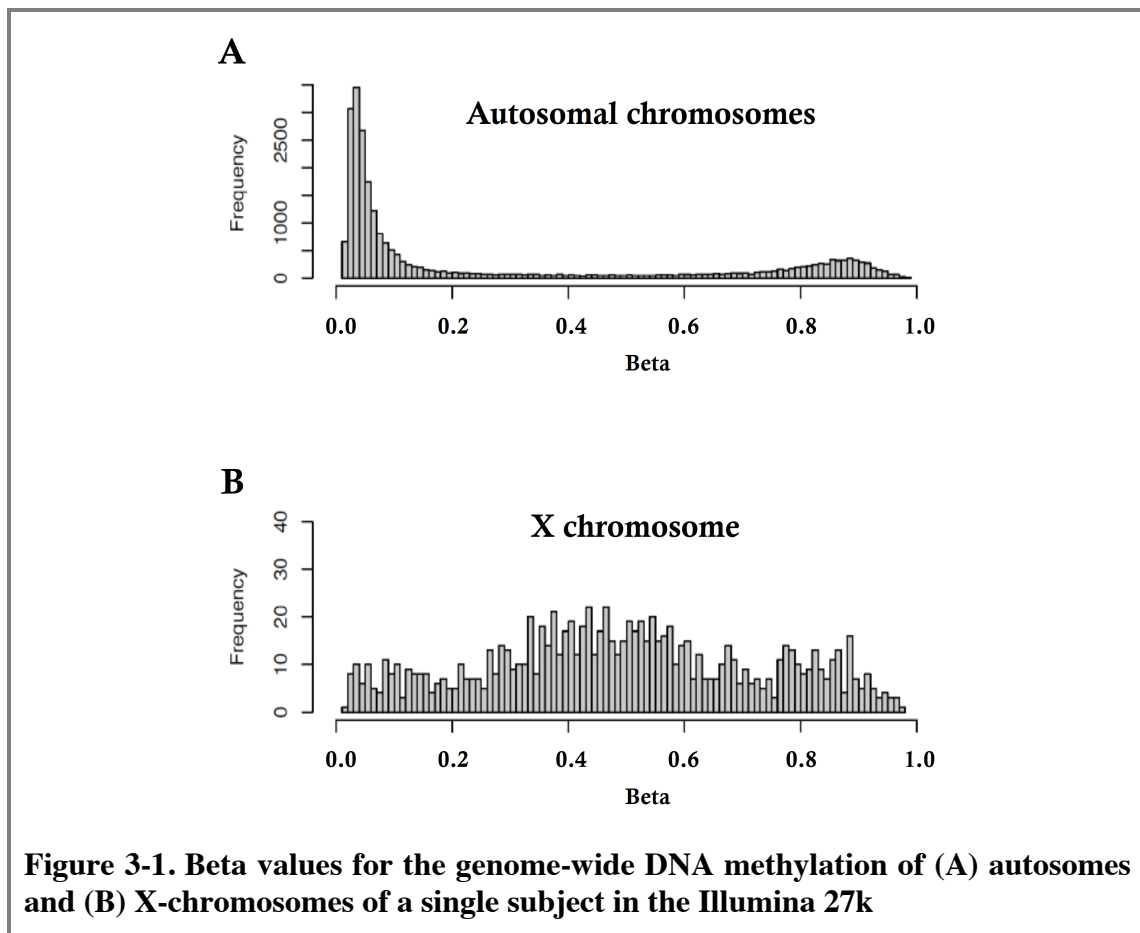 A
Autosomal chromosomes
Frequency
2500
1000
0
0.0 0.2 0.4 0.6 0.8 1.0
Beta
B
X chromosome
Frequency
40
30
20
10
0
0.0 0.2 0.4 0.6 0.8 1.0
Beta
Figure 3-1. Beta values for the genome-wide DNA methylation of (A) autosomes
and (B) X-chromosomes of a single subject in the Illumina 27k